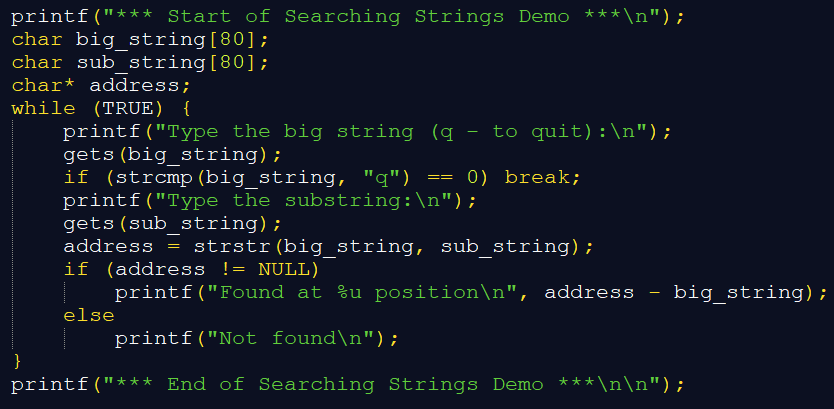 printf("*** Start of Searching Strings Demo ***\n");
char big_string[80];
char sub_string[80];
char* address;
while (TRUE) {
    printf("Type the big string (q - to quit):\n");
    gets(big_string);
    if (strcmp(big_string, "q") == 0) break;
    printf("Type the substring:\n");
    gets(sub_string);
    address = strstr(big_string, sub_string);
    if (address != NULL)
        printf("Found at %u position\n", address - big_string);
    else
        printf("Not found\n");
}
printf("*** End of Searching Strings Demo ***\n\n");